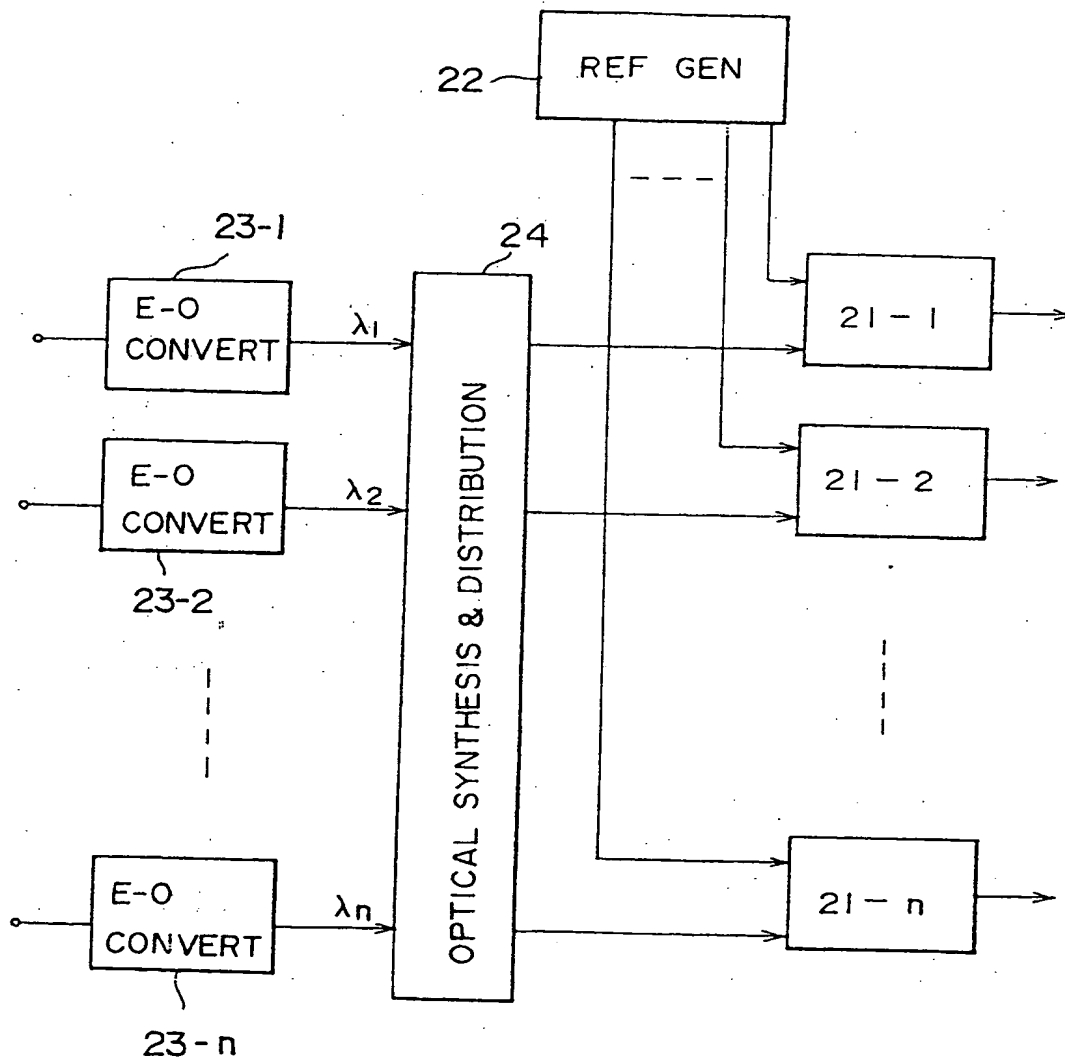 REF GEN
22
23-1
24
E-O
CONVERT
λ1
21-1
E-O
CONVERT
λ2
21-2
23-2
OPTICAL SYNTHESIS & DISTRIBUTION
E-O
CONVERT
λn
21-n
23-n